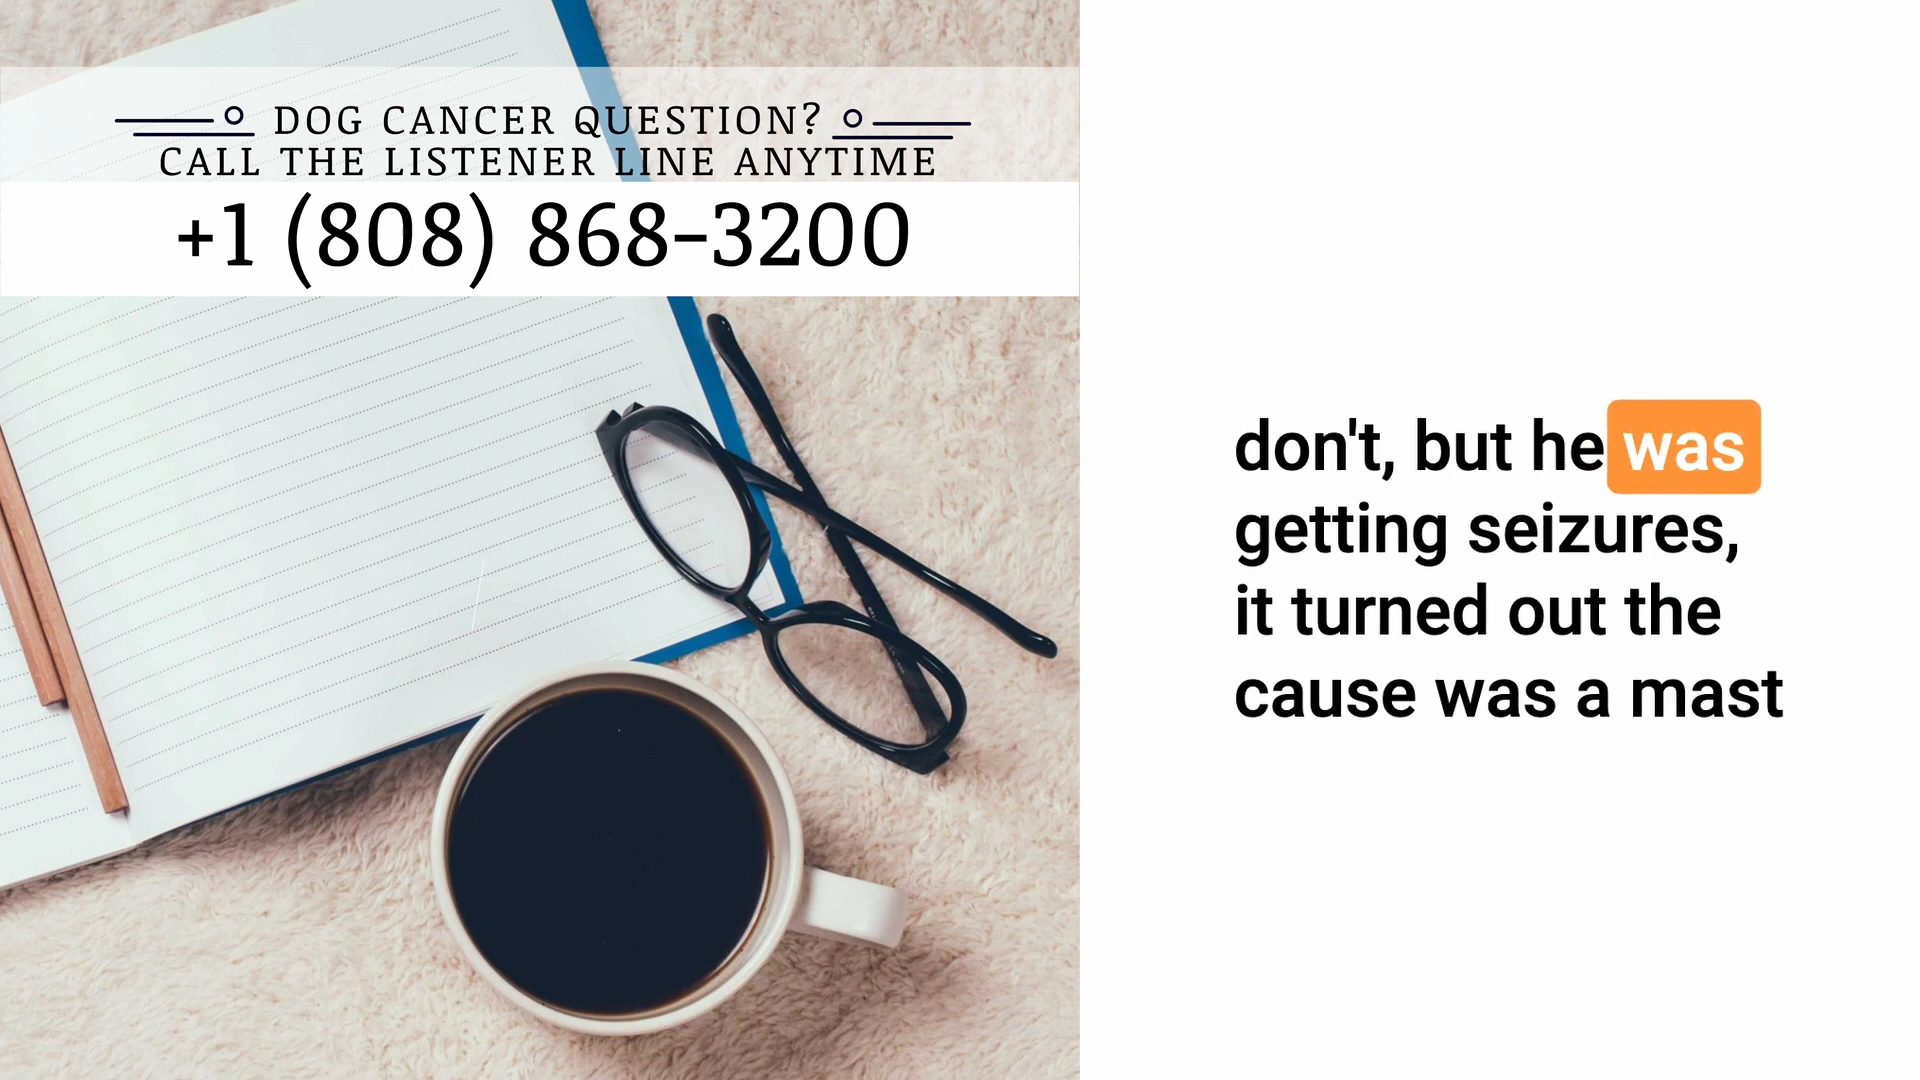 DOG CANCER QUESTION?
CALL THE LISTENER LINE ANYTIME
+1 (808) 868-3200
don't, but he was
getting seizures,
it turned out the
cause was a mast